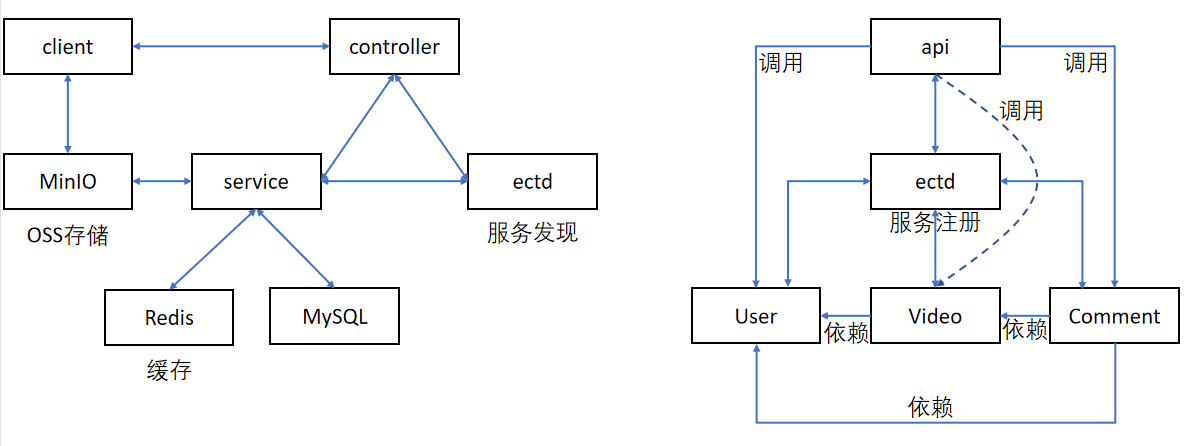 client
controller
MinIO
service
ectd
OSS存储
服务发现
Redis
MySQL
缓存
api
调用
调用
调用
ectd
服务注册
User
Video
Comment
依赖
依赖
依赖